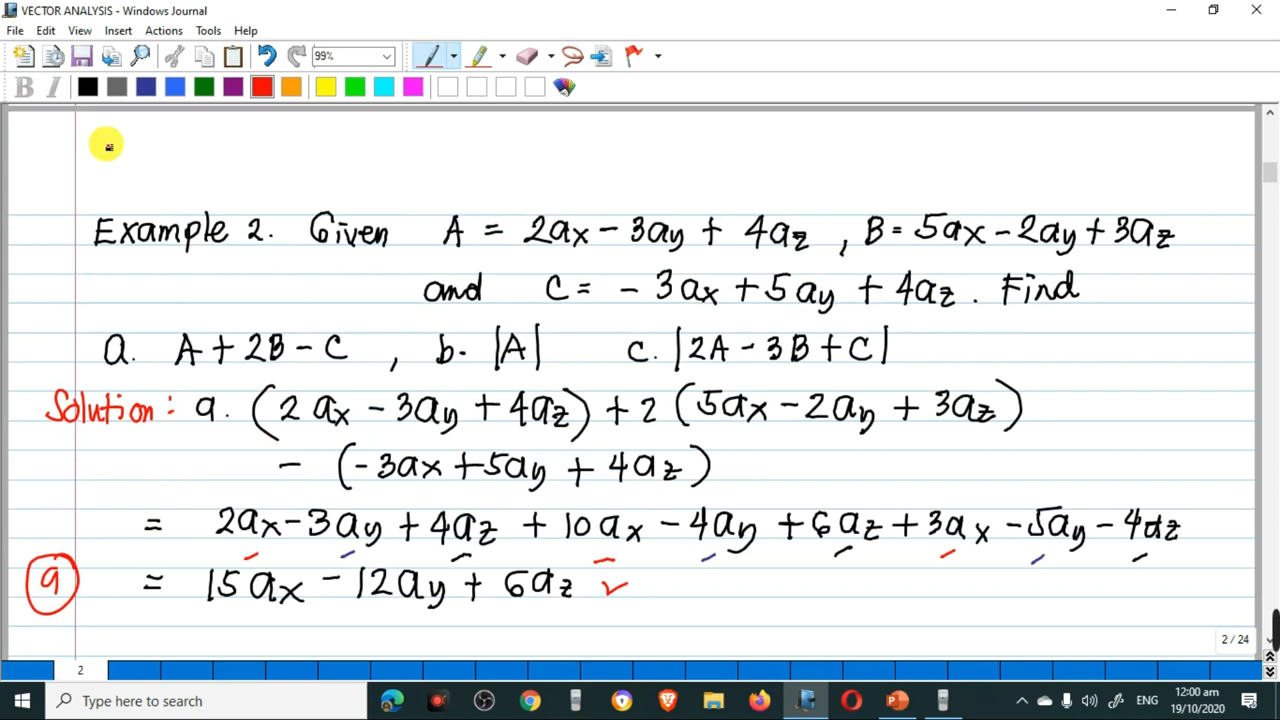 VECTOR ANALYSIS - Windows Journal
File Edit View Insert Actions Tools Help
99%
B I
Example 2. Given A = 2ax - 3ay + 4az , B = 5ax - 2ay + 3az
and C = - 3ax + 5ay + 4az . Find
a. A + 2B - C , b. |A| c. |2A - 3B + C|
Solution : a. (2ax - 3ay + 4az) + 2 (5ax - 2ay + 3az)
- (-3ax + 5ay + 4az)
= 2ax - 3ay + 4az + 10ax - 4ay + 6az + 3ax - 5ay - 4az
a = 15ax - 12ay + 6az ✓
2 / 24
2
Type here to search
ENG
12:00 am
19/10/2020